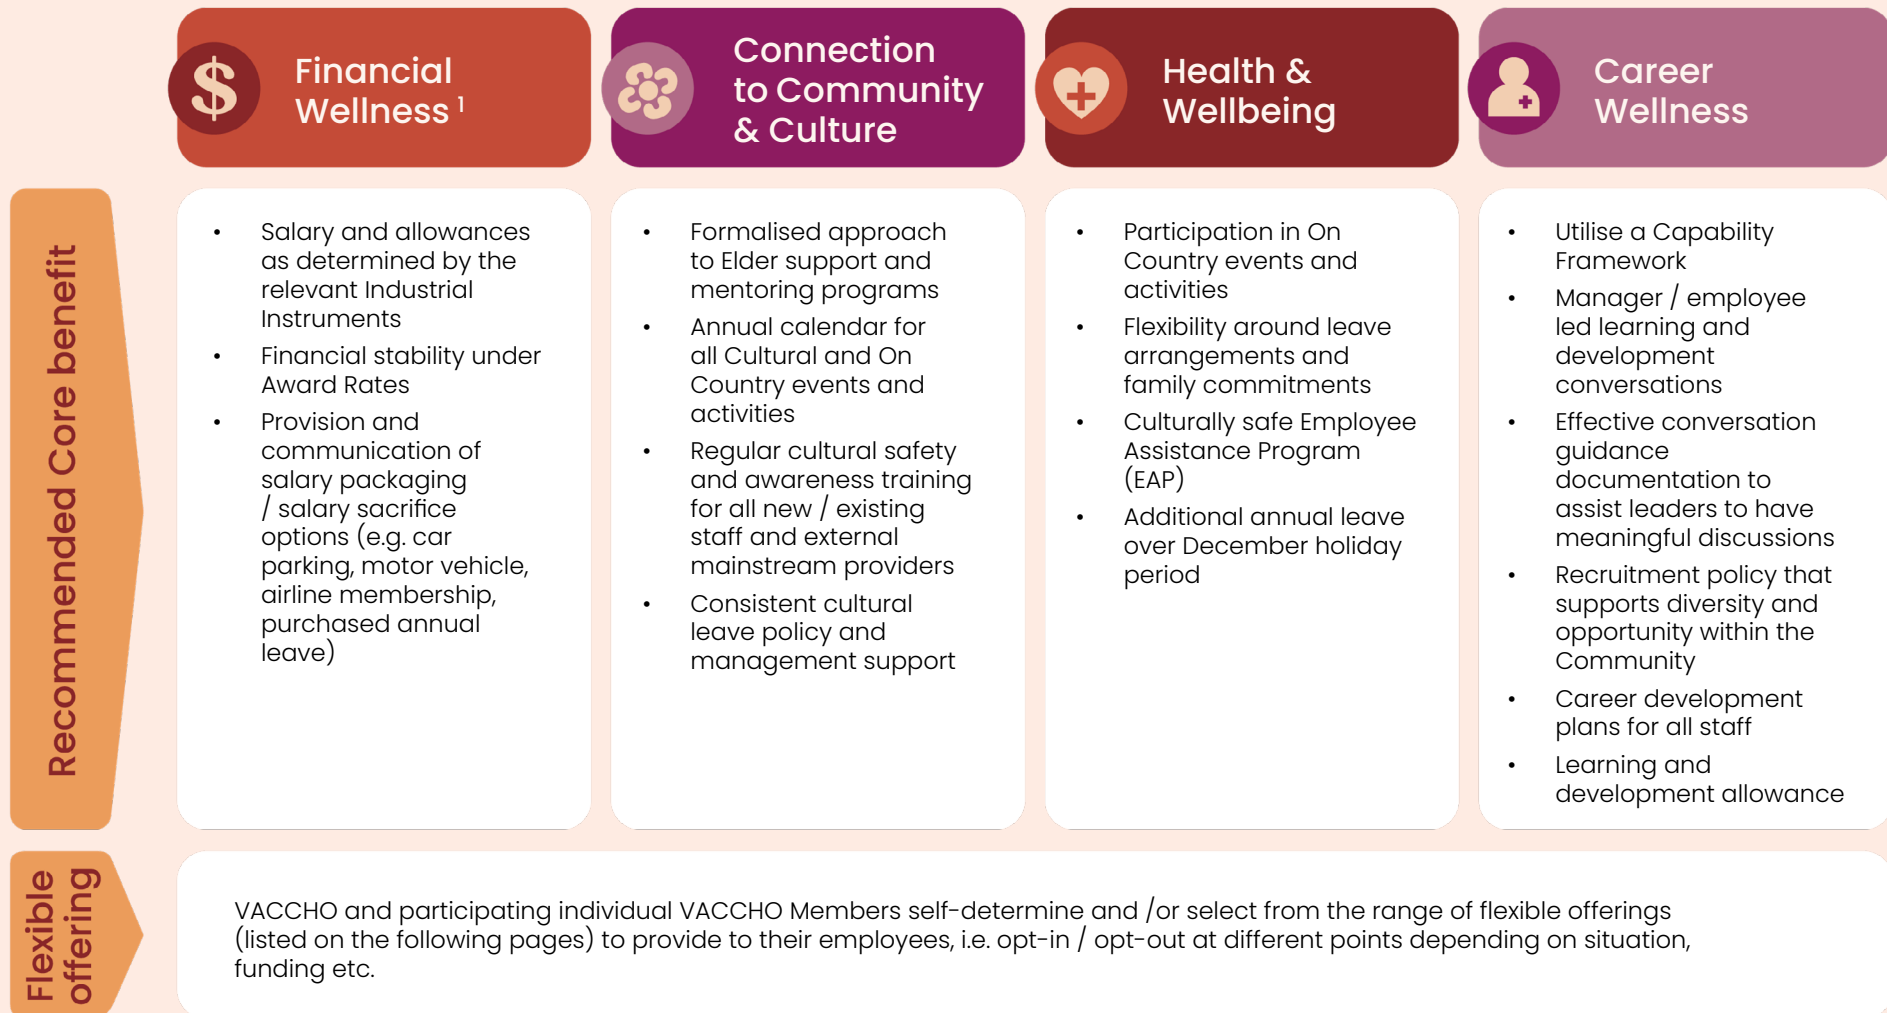 Financial
Wellness 1
Connection
to Community
& Culture
Health &
Wellbeing
Career
Wellness
Recommended Core benefit
• Salary and allowances
as determined by the
relevant Industrial
Instruments
• Financial stability under
Award Rates
• Provision and
communication of
salary packaging
/ salary sacrifice
options (e.g. car
parking, motor vehicle,
airline membership,
purchased annual
leave)
• Formalised approach
to Elder support and
mentoring programs
• Annual calendar for
all Cultural and On
Country events and
activities
• Regular cultural safety
and awareness training
for all new / existing
staff and external
mainstream providers
• Consistent cultural
leave policy and
management support
• Participation in On
Country events and
activities
• Flexibility around leave
arrangements and
family commitments
• Culturally safe Employee
Assistance Program
(EAP)
• Additional annual leave
over December holiday
period
• Utilise a Capability
Framework
• Manager / employee
led learning and
development
conversations
• Effective conversation
guidance
documentation to
assist leaders to have
meaningful discussions
• Recruitment policy that
supports diversity and
opportunity within the
Community
• Career development
plans for all staff
• Learning and
development allowance
Flexible
offering
VACCHO and participating individual VACCHO Members self-determine and /or select from the range of flexible offerings
(listed on the following pages) to provide to their employees, i.e. opt-in / opt-out at different points depending on situation,
funding etc.